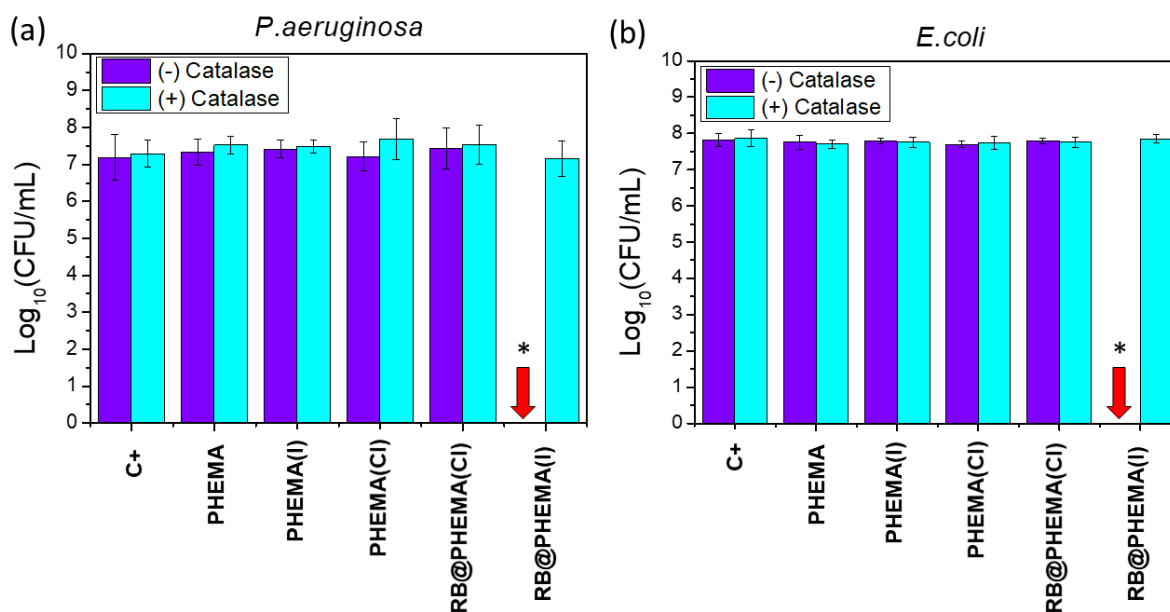 (a)
P.aeruginosa
(-) Catalase
(+) Catalase
Log10(CFU/mL)
10
9
8
7
6
5
4
3
2
1
0
*
C+
PHEMA
PHEMA(I)
PHEMA(Cl)
RB@PHEMA(Cl)
RB@PHEMA(I)
(b)
E.coli
(-) Catalase
(+) Catalase
Log10(CFU/mL)
10
9
8
7
6
5
4
3
2
1
0
*
C+
PHEMA
PHEMA(I)
PHEMA(Cl)
RB@PHEMA(Cl)
RB@PHEMA(I)